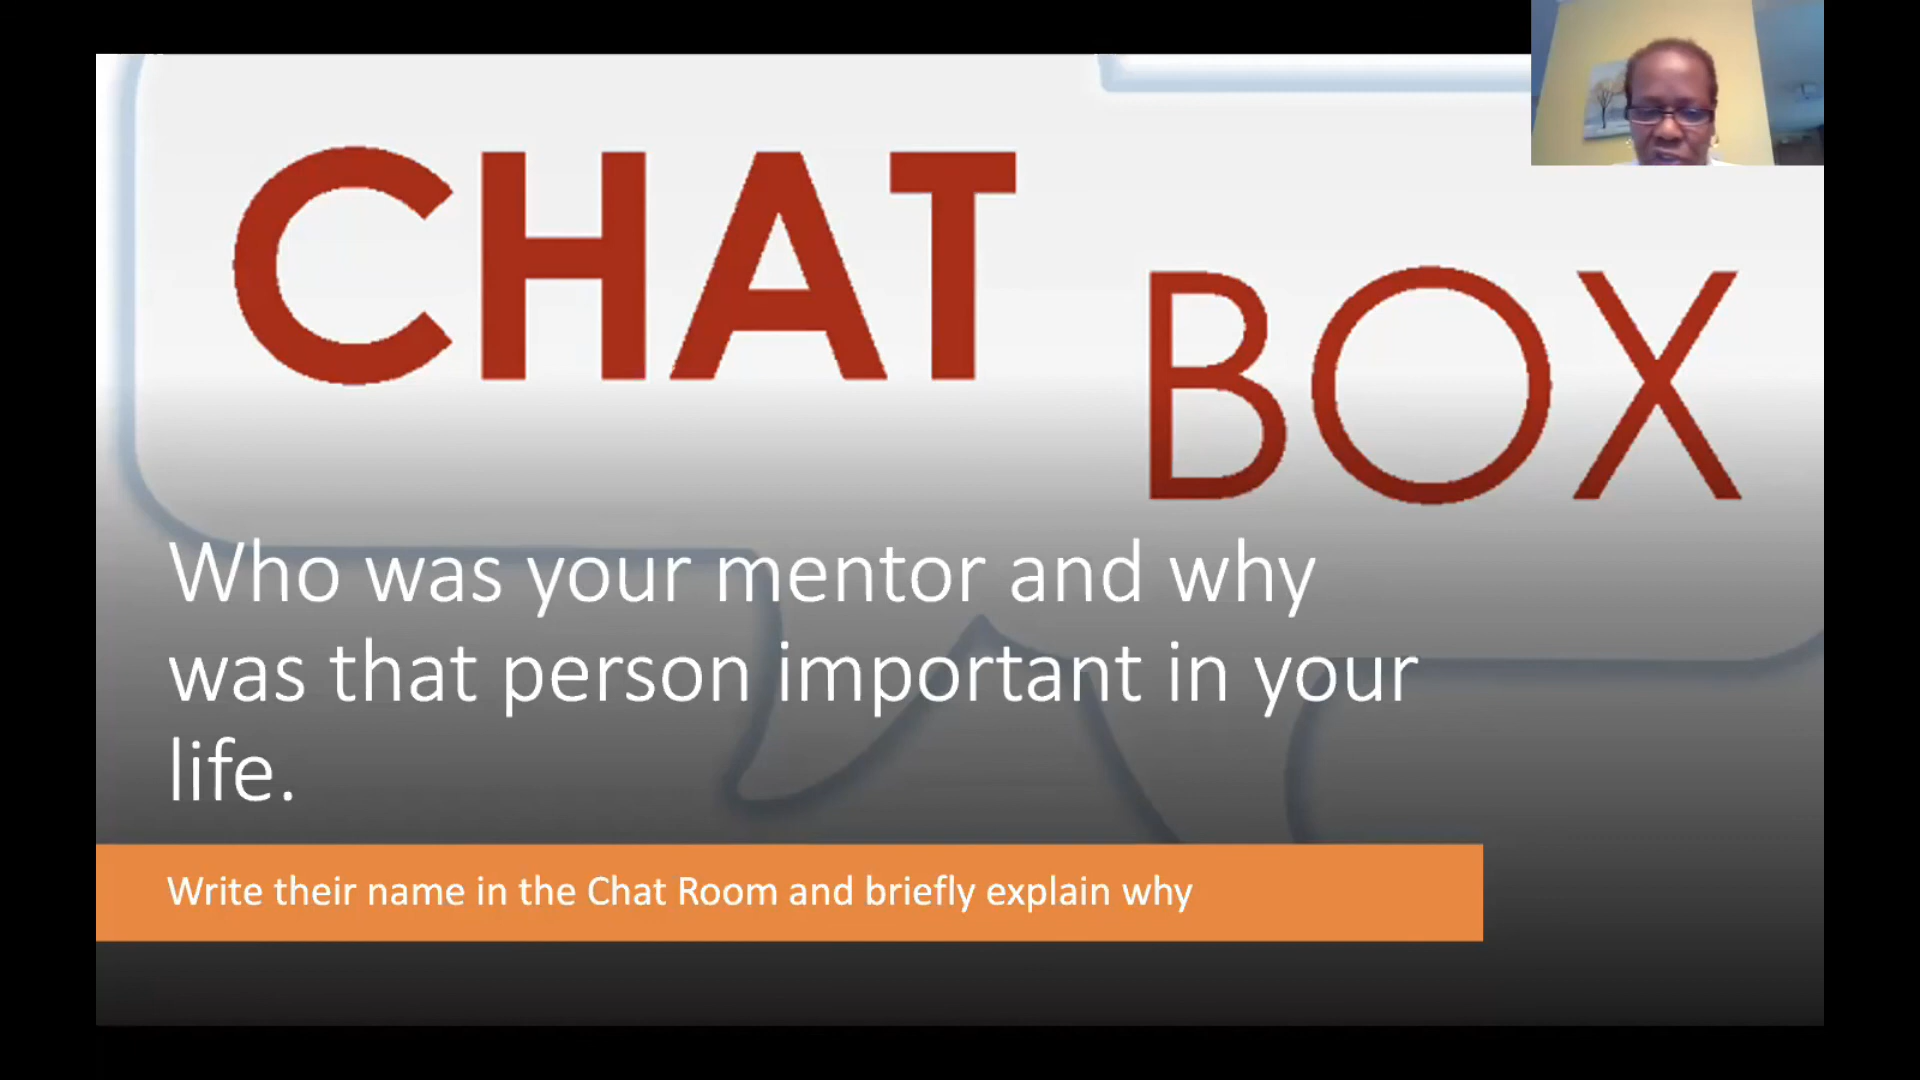 CHAT
BOX
Who was your mentor and why
was that person important in your
life.
Write their name in the Chat Room and briefly explain why